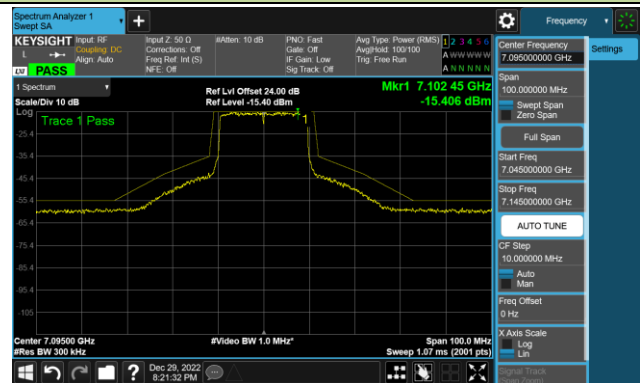 Spectrum Analyzer 1
Swept SA
+
Frequency
KEYSIGHT
L
LXI PASS
Input: RF
Coupling: DC
Align: Auto
Input Z: 50 Ω
Corrections: Off
Freq Ref: Int (S)
NFE: Off
#Atten: 10 dB
PNO: Fast
Gate: Off
IF Gain: Low
Sig Track: Off
Avg Type: Power (RMS)
Avg|Hold: 100/100
Trig: Free Run
1 2 3 4 5 6
A W W W W W
A N N N N N
1 Spectrum
Scale/Div 10 dB
Log
Ref Lvl Offset 24.00 dB
Ref Level -15.40 dBm
Mkr1 7.102 45 GHz
-15.406 dBm
Trace 1 Pass
1
-25.4
-35.4
-45.4
-55.4
-65.4
-75.4
-85.4
-95.4
-105
Center 7.09500 GHz
#Res BW 300 kHz
#Video BW 1.0 MHz*
Span 100.0 MHz
Sweep 1.07 ms (2001 pts)
Dec 29, 2022
8:21:32 PM
?
Center Frequency
7.095000000 GHz
Settings
Span
100.000000 MHz
Swept Span
Zero Span
Full Span
Start Freq
7.045000000 GHz
Stop Freq
7.145000000 GHz
AUTO TUNE
CF Step
10.000000 MHz
Auto
Man
Freq Offset
0 Hz
X Axis Scale
Log
Lin
Signal Track
(Span Zoom)